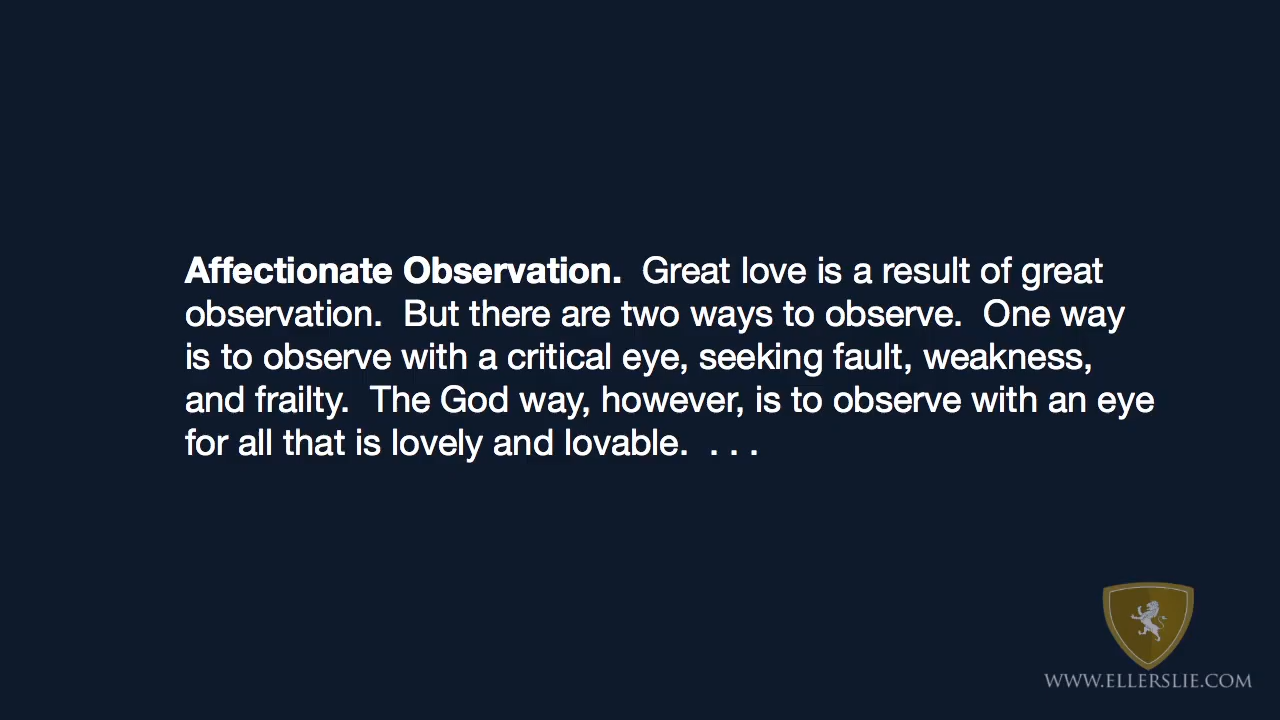 Affectionate Observation.  Great love is a result of great
observation.  But there are two ways to observe.  One way
is to observe with a critical eye, seeking fault, weakness,
and frailty.  The God way, however, is to observe with an eye
for all that is lovely and lovable.  . . .
WWW.ELLERSLIE.COM